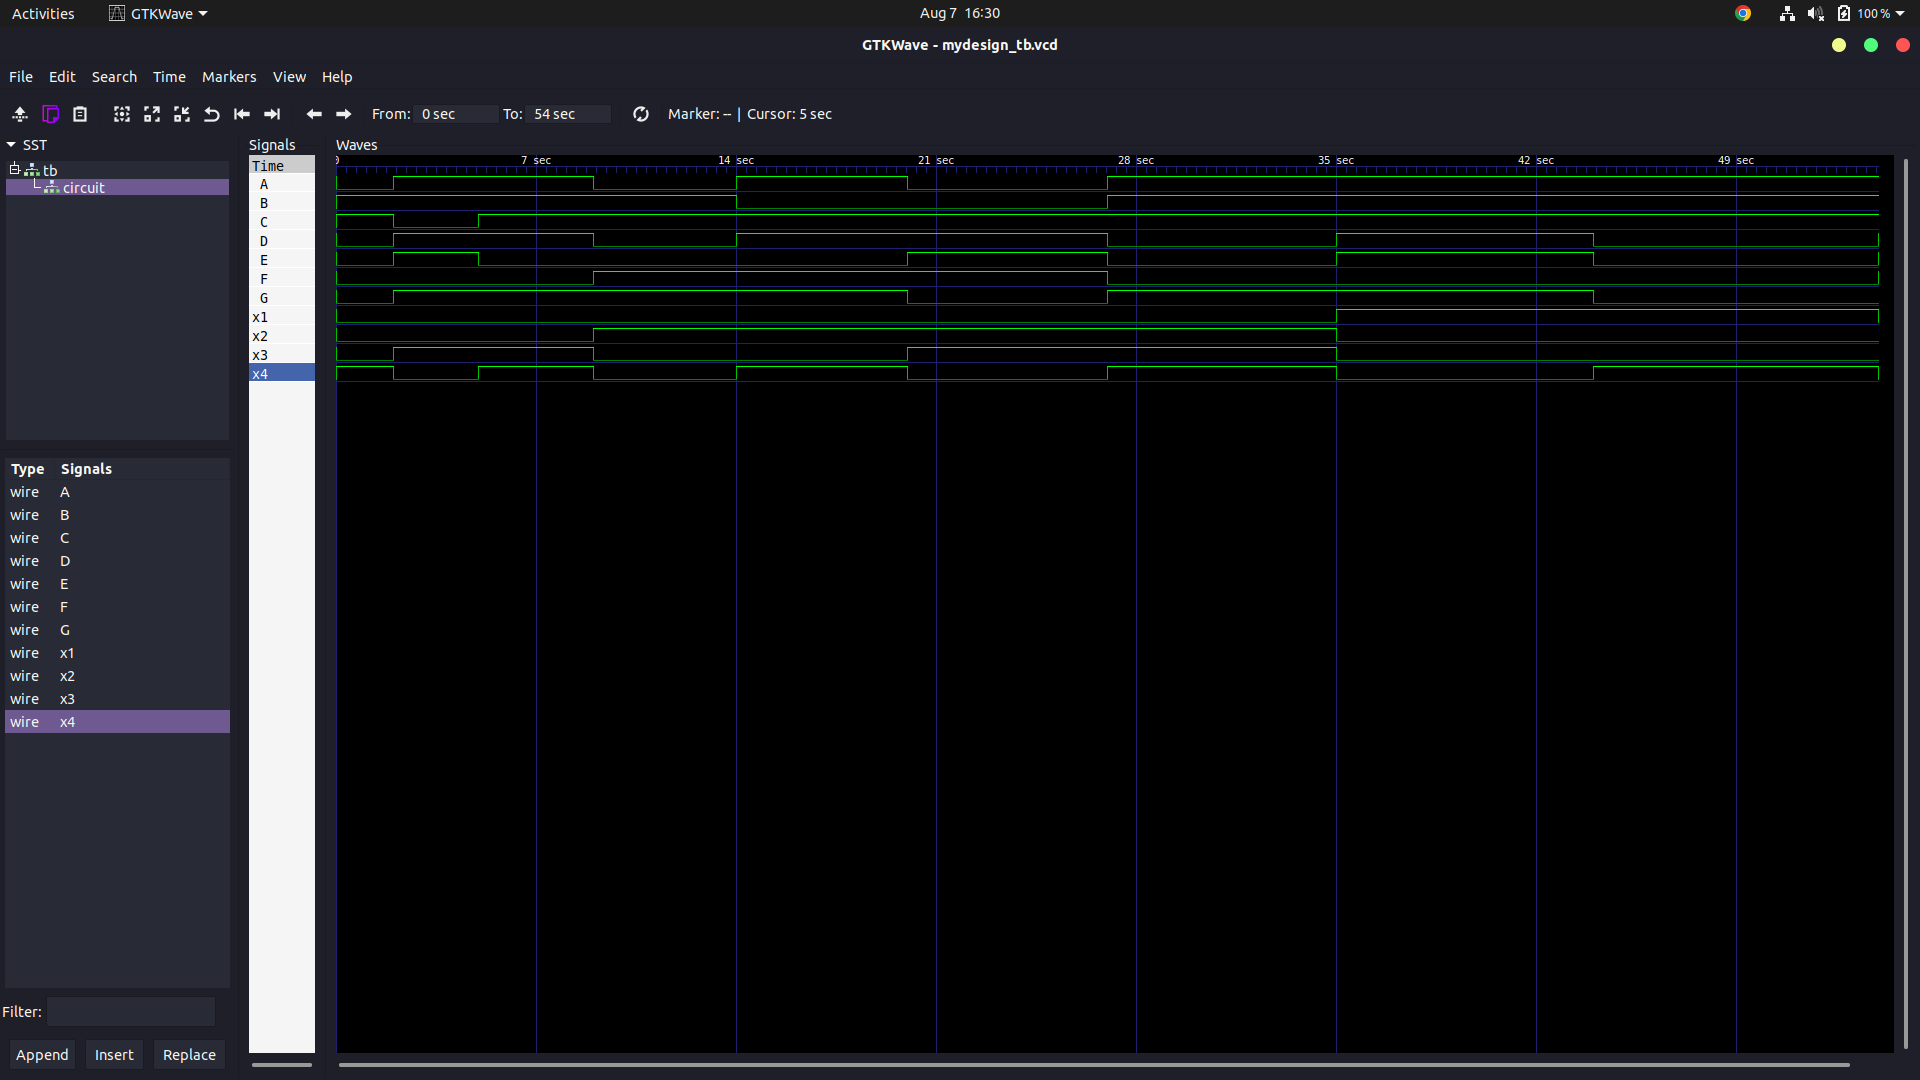 Activities GTKWave Aug 7 16:30 100 %
GTKWave - mydesign_tb.vcd
File Edit Search Time Markers View Help
From: 0 sec To: 54 sec Marker: -- | Cursor: 5 sec
SST
tb
circuit
Type Signals
wire A
wire B
wire C
wire D
wire E
wire F
wire G
wire x1
wire x2
wire x3
wire x4
Filter:
Append Insert Replace
Signals
Time
A
B
C
D
E
F
G
x1
x2
x3
x4
Waves
0 7 sec 14 sec 21 sec 28 sec 35 sec 42 sec 49 sec